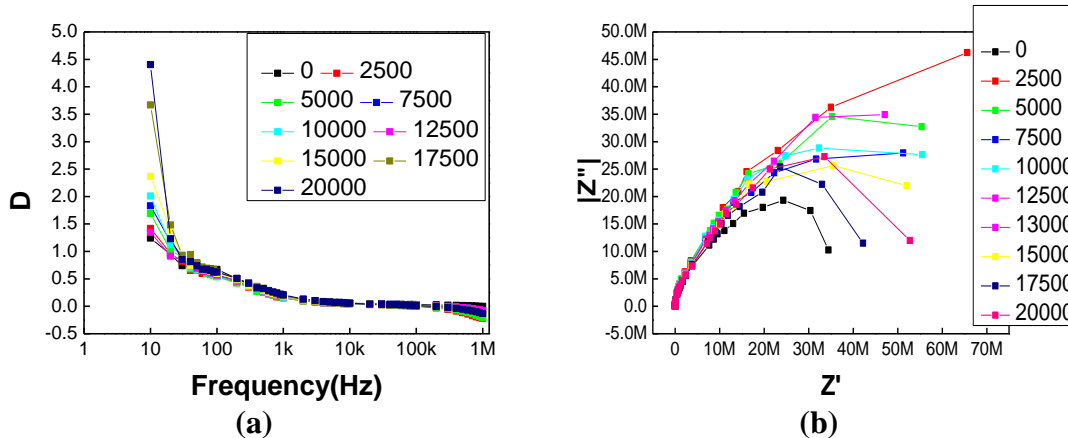 5.0
4.5
4.0
3.5
3.0
2.5
2.0
1.5
1.0
0.5
0.0
-0.5
D
0 2500
5000 7500
10000 12500
15000 17500
20000
1 10 100 1k 10k 100k 1M
Frequency(Hz)
(a)
50.0M
45.0M
40.0M
35.0M
30.0M
25.0M
20.0M
15.0M
10.0M
5.0M
0.0
-5.0M
|Z"|
0
2500
5000
7500
10000
12500
13000
15000
17500
20000
0 10M 20M 30M 40M 50M 60M 70M
Z'
(b)